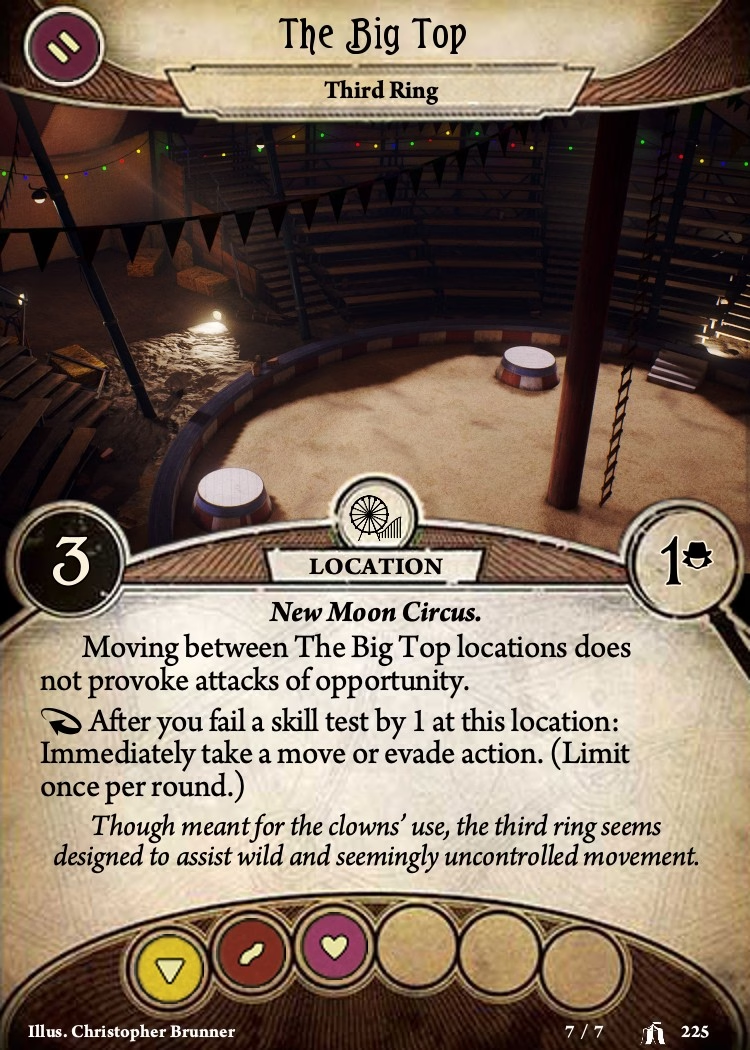 The Big Top
Third Ring
3
1
LOCATION
New Moon Circus.
Moving between The Big Top locations does
not provoke attacks of opportunity.
After you fail a skill test by 1 at this location:
Immediately take a move or evade action. (Limit
once per round.)
Though meant for the clowns’ use, the third ring seems
designed to assist wild and seemingly uncontrolled movement.
Illus. Christopher Brunner
7 / 7
225